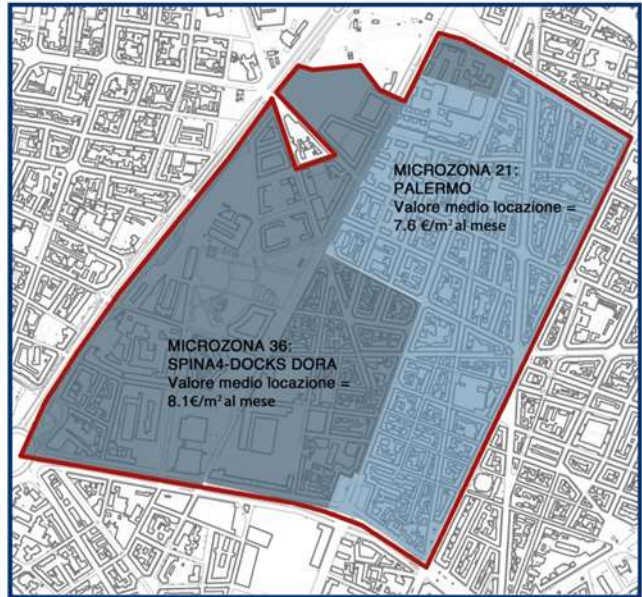 MICROZONA 21:
PALERMO
Valore medio locazione =
7.6 €/m² al mese
MICROZONA 36:
SPINA4-DOCKS DORA
Valore medio locazione =
8.1€/m² al mese